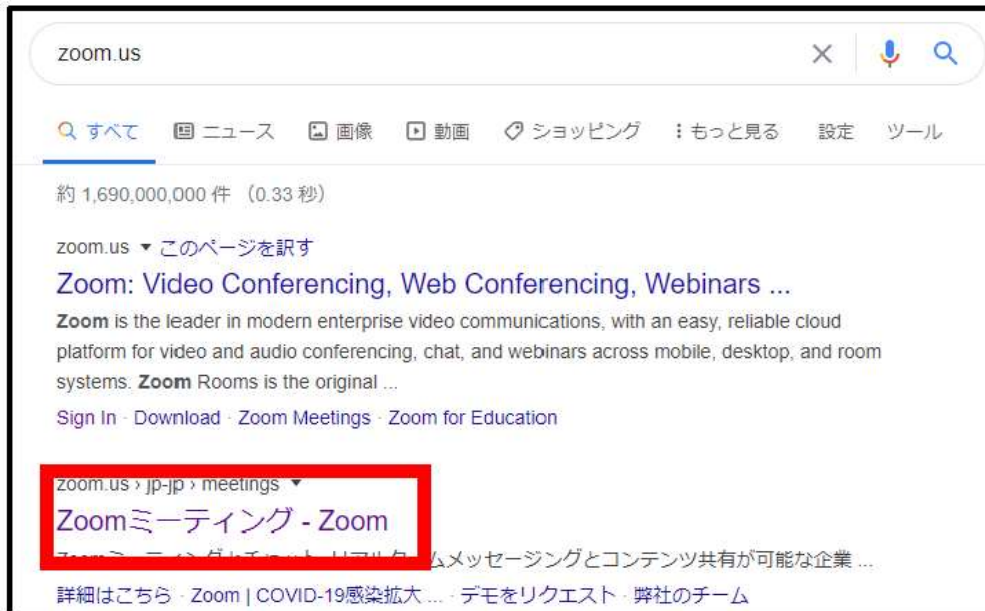 zoom.us
すべて ニュース 画像 動画 ショッピング もっと見る 設定 ツール
約 1,690,000,000 件 （0.33 秒）
zoom.us ▼ このページを訳す
Zoom: Video Conferencing, Web Conferencing, Webinars ...
Zoom is the leader in modern enterprise video communications, with an easy, reliable cloud
platform for video and audio conferencing, chat, and webinars across mobile, desktop, and room
systems. Zoom Rooms is the original ...
Sign In · Download · Zoom Meetings · Zoom for Education
zoom.us › jp-jp › meetings ▼
Zoomミーティング - Zoom
ムメッセージングとコンテンツ共有が可能な企業 ...
詳細はこちら · Zoom | COVID-19感染拡大 ... · デモをリクエスト · 弊社のチーム